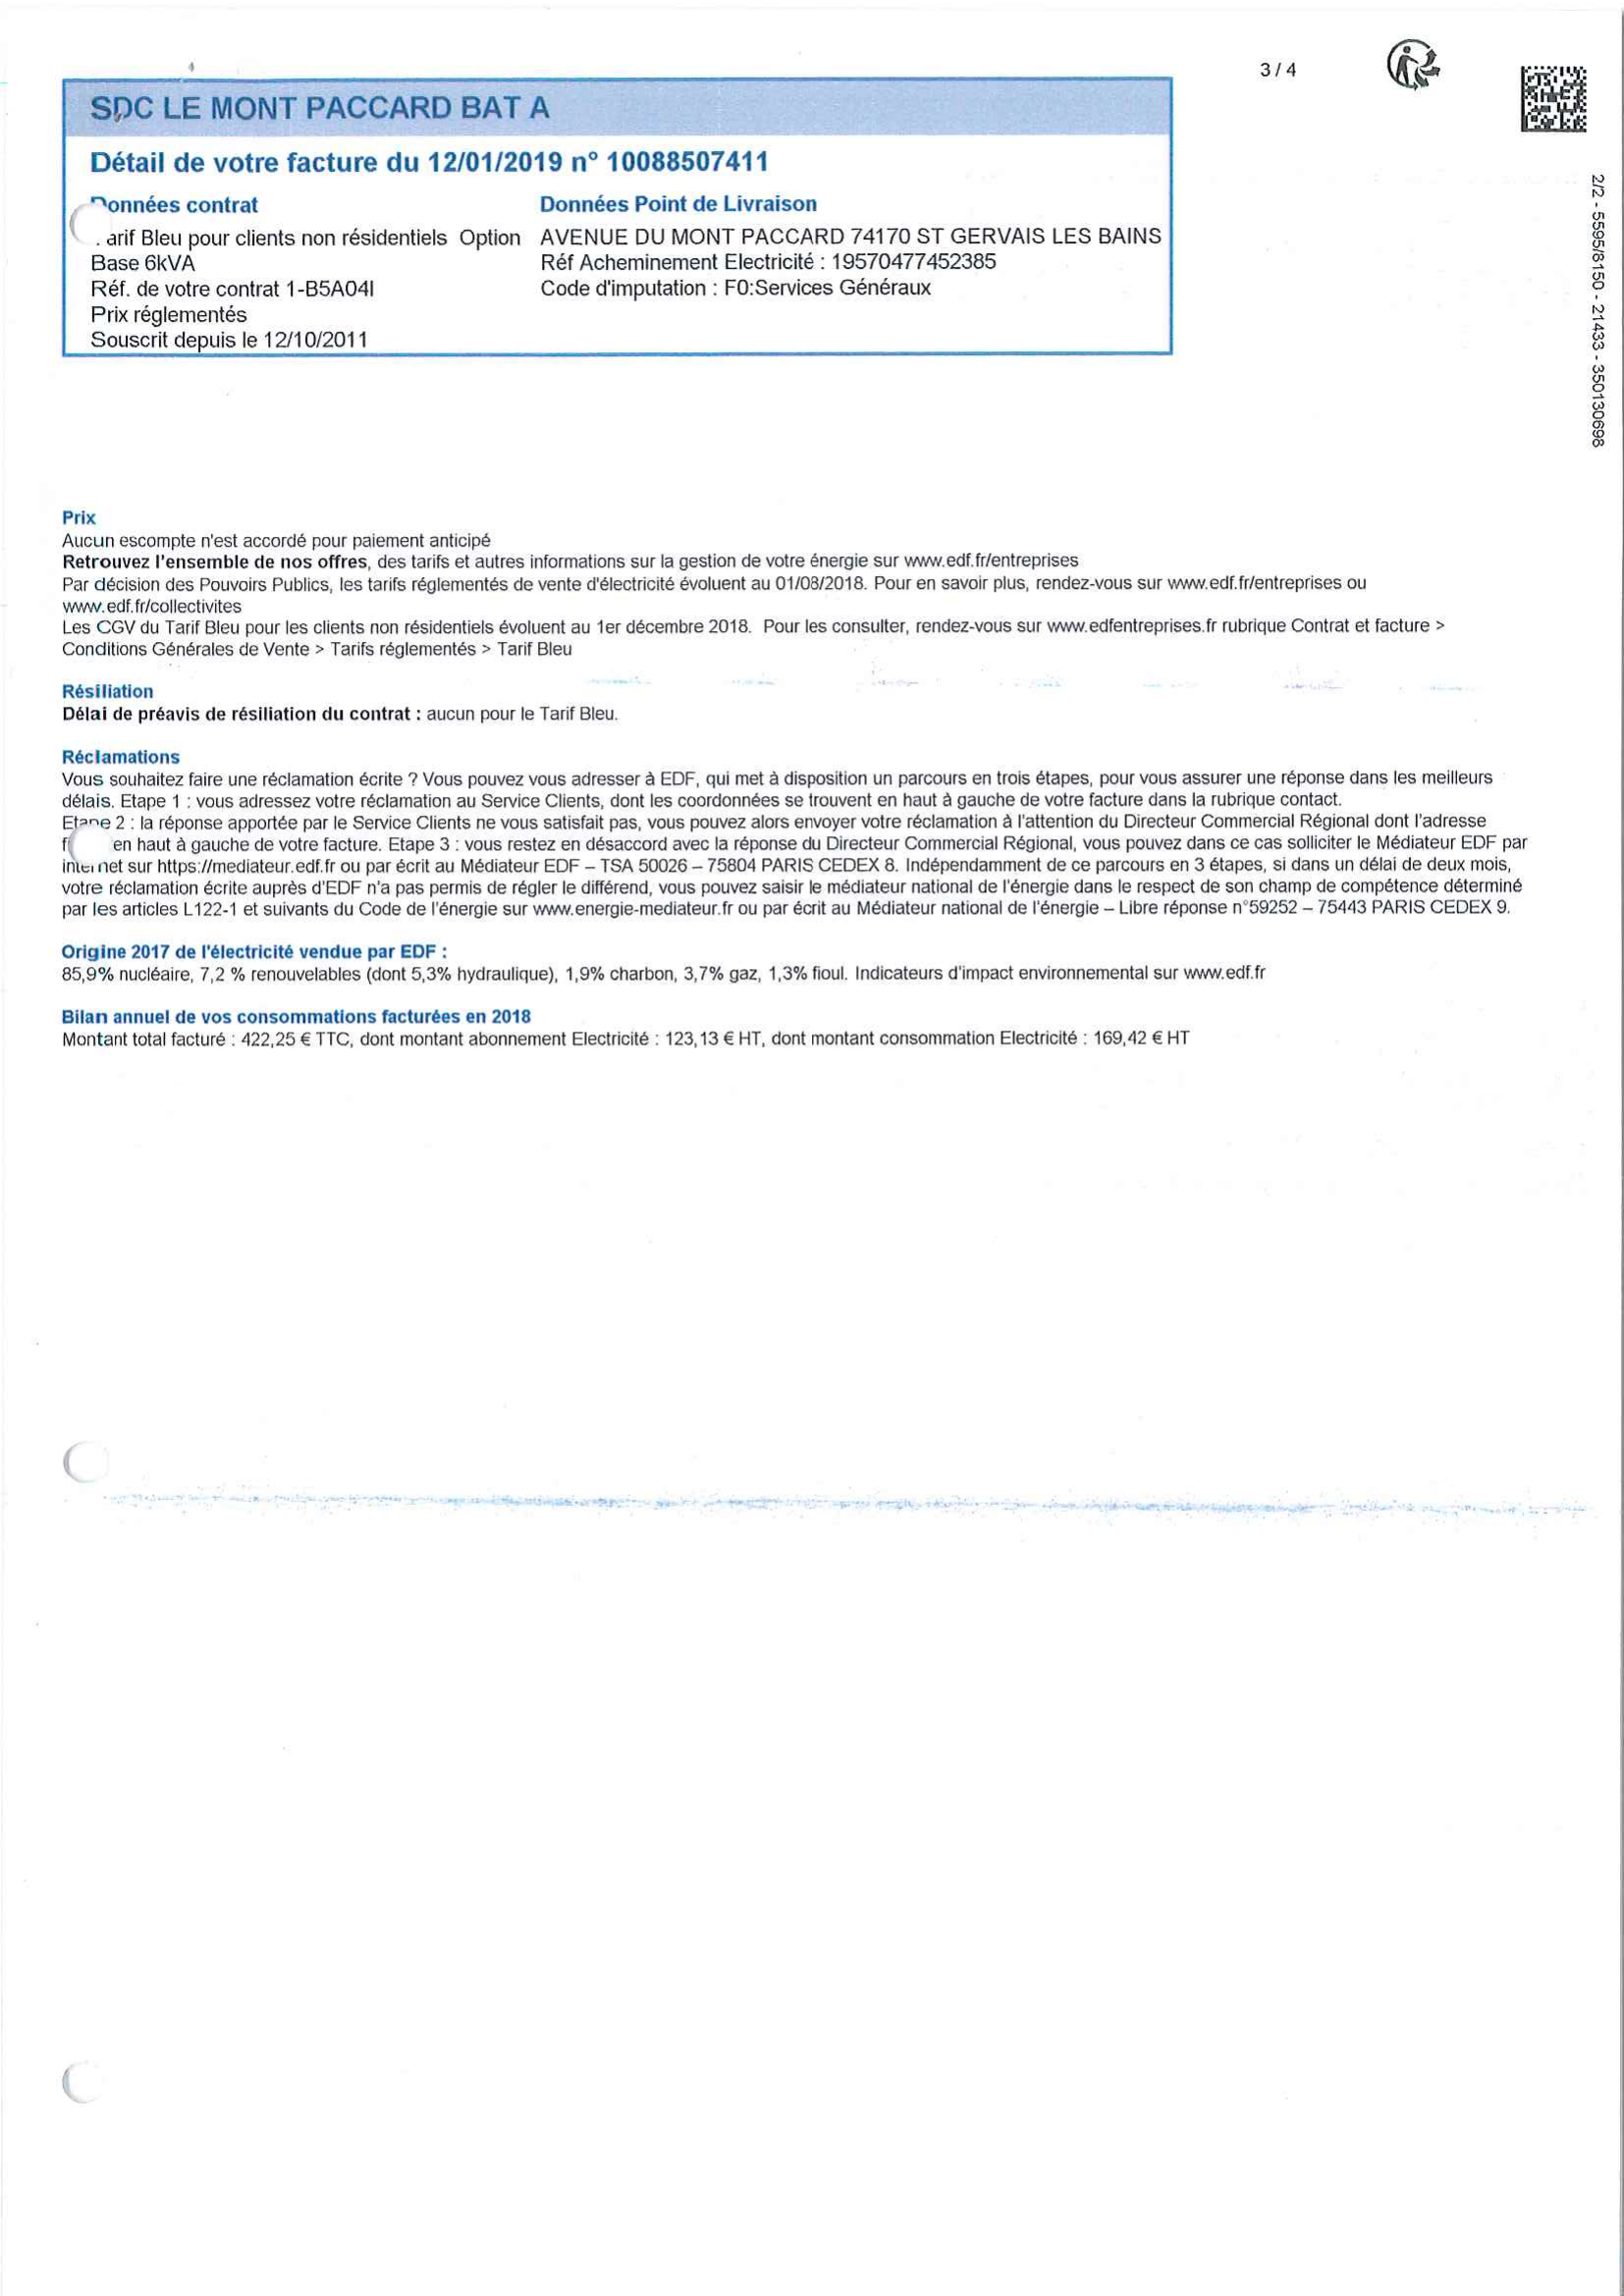 3 / 4
SDC LE MONT PACCARD BAT A
Détail de votre facture du 12/01/2019 n° 10088507411
Données contrat
arif Bleu pour clients non résidentiels Option
Base 6kVA
Réf. de votre contrat 1-B5A04I
Prix réglementés
Souscrit depuis le 12/10/2011
Données Point de Livraison
AVENUE DU MONT PACCARD 74170 ST GERVAIS LES BAINS
Réf Acheminement Electricité : 19570477452385
Code d'imputation : F0:Services Généraux
2/2 - 5595/8150 - 21433 - 350130698
Prix
Aucun escompte n'est accordé pour paiement anticipé
Retrouvez l'ensemble de nos offres, des tarifs et autres informations sur la gestion de votre énergie sur www.edf.fr/entreprises
Par décision des Pouvoirs Publics, les tarifs réglementés de vente d'électricité évoluent au 01/08/2018. Pour en savoir plus, rendez-vous sur www.edf.fr/entreprises ou
www.edf.fr/collectivites
Les CGV du Tarif Bleu pour les clients non résidentiels évoluent au 1er décembre 2018. Pour les consulter, rendez-vous sur www.edfentreprises.fr rubrique Contrat et facture >
Conditions Générales de Vente > Tarifs réglementés > Tarif Bleu
Résiliation
Délai de préavis de résiliation du contrat : aucun pour le Tarif Bleu.
Réclamations
Vous souhaitez faire une réclamation écrite ? Vous pouvez vous adresser à EDF, qui met à disposition un parcours en trois étapes, pour vous assurer une réponse dans les meilleurs
délais. Etape 1 : vous adressez votre réclamation au Service Clients, dont les coordonnées se trouvent en haut à gauche de votre facture dans la rubrique contact.
Etape 2 : la réponse apportée par le Service Clients ne vous satisfait pas, vous pouvez alors envoyer votre réclamation à l'attention du Directeur Commercial Régional dont l'adresse
en haut à gauche de votre facture. Etape 3 : vous restez en désaccord avec la réponse du Directeur Commercial Régional, vous pouvez dans ce cas solliciter le Médiateur EDF par
internet sur https://mediateur.edf.fr ou par écrit au Médiateur EDF – TSA 50026 – 75804 PARIS CEDEX 8. Indépendamment de ce parcours en 3 étapes, si dans un délai de deux mois,
votre réclamation écrite auprès d'EDF n'a pas permis de régler le différend, vous pouvez saisir le médiateur national de l'énergie dans le respect de son champ de compétence déterminé
par les articles L122-1 et suivants du Code de l'énergie sur www.energie-mediateur.fr ou par écrit au Médiateur national de l'énergie – Libre réponse n°59252 – 75443 PARIS CEDEX 9.
Origine 2017 de l'électricité vendue par EDF :
85,9% nucléaire, 7,2 % renouvelables (dont 5,3% hydraulique), 1,9% charbon, 3,7% gaz, 1,3% fioul. Indicateurs d'impact environnemental sur www.edf.fr
Bilan annuel de vos consommations facturées en 2018
Montant total facturé : 422,25 € TTC, dont montant abonnement Electricité : 123,13 € HT, dont montant consommation Electricité : 169,42 € HT